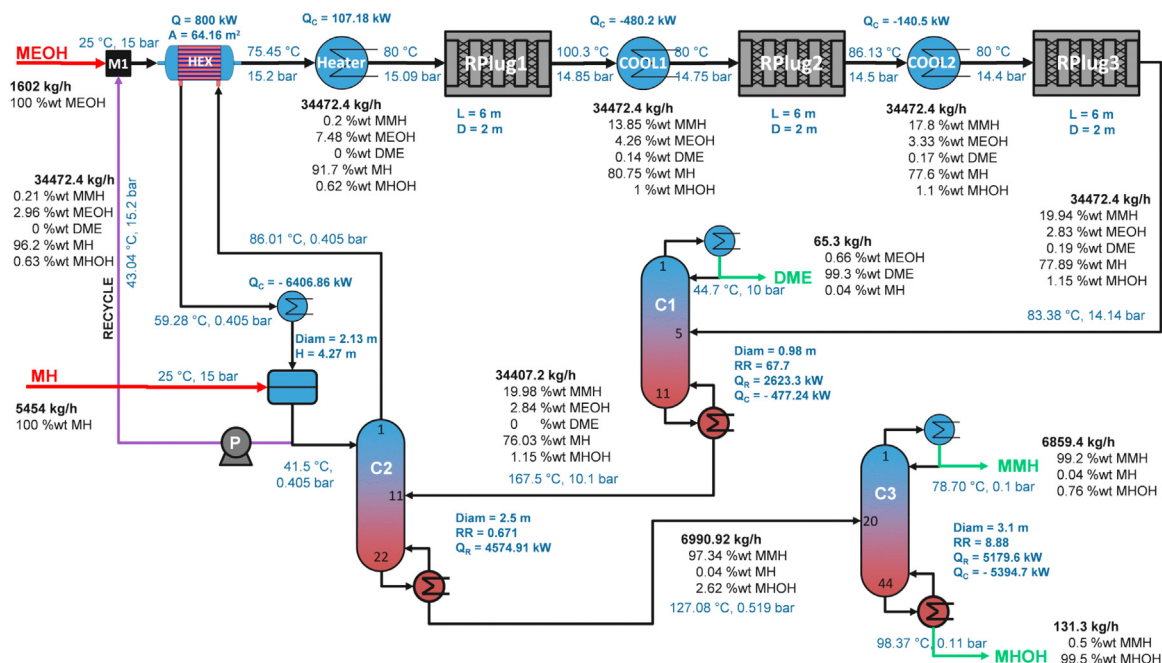 Q = 800 kW
A = 64.16 m²
Q_C = 107.18 kW
Q_C = -480.2 kW
Q_C = -140.5 kW
MEOH
25 °C, 15 bar
M1
HEX
75.45 °C
15.2 bar
Heater
80 °C
15.09 bar
RPlug1
100.3 °C
14.85 bar
COOL1
80 °C
14.75 bar
RPlug2
86.13 °C
14.5 bar
COOL2
80 °C
14.4 bar
RPlug3
1602 kg/h
100 %wt MEOH
34472.4 kg/h
0.2 %wt MMH
7.48 %wt MEOH
0 %wt DME
91.7 %wt MH
0.62 %wt MHOH
L = 6 m
D = 2 m
34472.4 kg/h
13.85 %wt MMH
4.26 %wt MEOH
0.14 %wt DME
80.75 %wt MH
1 %wt MHOH
L = 6 m
D = 2 m
34472.4 kg/h
17.8 %wt MMH
3.33 %wt MEOH
0.17 %wt DME
77.6 %wt MH
1.1 %wt MHOH
L = 6 m
D = 2 m
34472.4 kg/h
0.21 %wt MMH
2.96 %wt MEOH
0 %wt DME
96.2 %wt MH
0.63 %wt MHOH
RECYCLE
43.04 °C, 15.2 bar
34472.4 kg/h
19.94 %wt MMH
2.83 %wt MEOH
0.19 %wt DME
77.89 %wt MH
1.15 %wt MHOH
83.38 °C, 14.14 bar
86.01 °C, 0.405 bar
Q_C = - 6406.86 kW
59.28 °C, 0.405 bar
Diam = 2.13 m
H = 4.27 m
1
C1
5
11
44.7 °C, 10 bar
DME
65.3 kg/h
0.66 %wt MEOH
99.3 %wt DME
0.04 %wt MH
Diam = 0.98 m
RR = 67.7
Q_R = 2623.3 kW
Q_C = - 477.24 kW
MH
25 °C, 15 bar
5454 kg/h
100 %wt MH
P
34407.2 kg/h
19.98 %wt MMH
2.84 %wt MEOH
0 %wt DME
76.03 %wt MH
1.15 %wt MHOH
167.5 °C, 10.1 bar
41.5 °C,
0.405 bar
1
C2
11
22
Diam = 2.5 m
RR = 0.671
Q_R = 4574.91 kW
6990.92 kg/h
97.34 %wt MMH
0.04 %wt MH
2.62 %wt MHOH
127.08 °C, 0.519 bar
1
C3
20
44
MMH
78.70 °C, 0.1 bar
6859.4 kg/h
99.2 %wt MMH
0.04 %wt MH
0.76 %wt MHOH
Diam = 3.1 m
RR = 8.88
Q_R = 5179.6 kW
Q_C = - 5394.7 kW
98.37 °C, 0.11 bar
MHOH
131.3 kg/h
0.5 %wt MMH
99.5 %wt MHOH